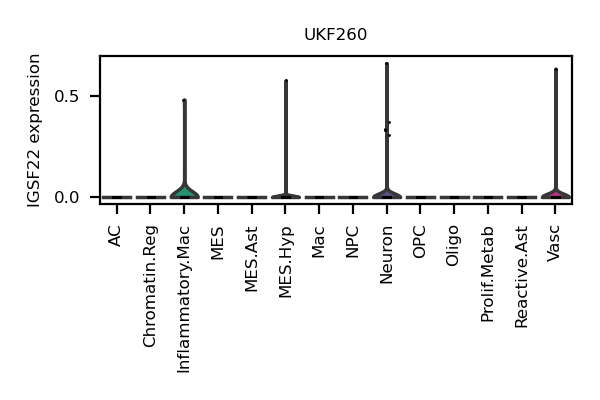 UKF260
IGSF22 expression
0.5
0.0
AC
Chromatin.Reg
Inflammatory.Mac
MES
MES.Ast
MES.Hyp
Mac
NPC
Neuron
OPC
Oligo
Prolif.Metab
Reactive.Ast
Vasc